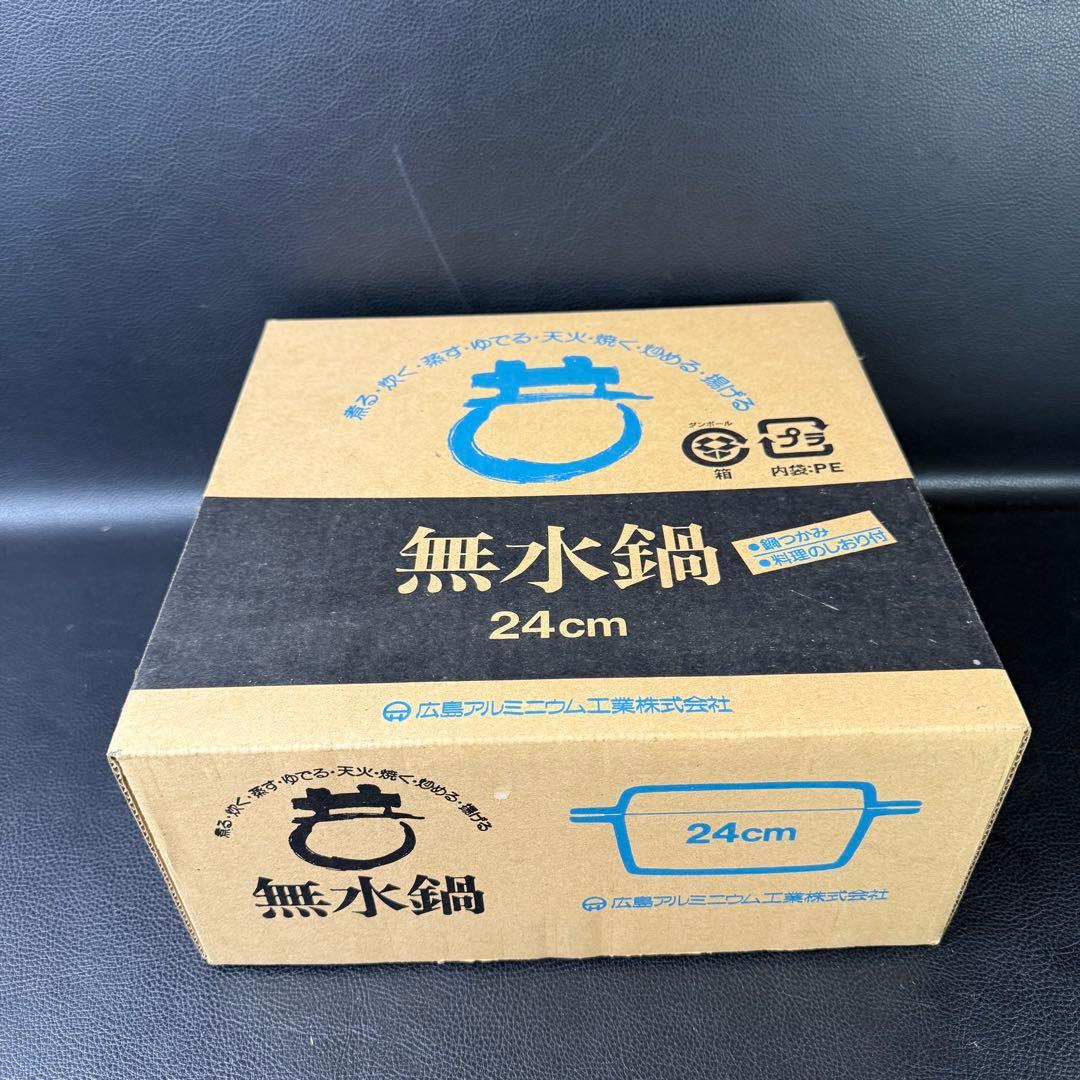 煮る・炊く・蒸す・ゆでる・天火・焼く・炒める・揚げる
ダンボール
箱
プラ
内袋:PE
無水鍋
24cm
●鍋つかみ
●料理のしおり付
広島アルミニウム工業株式会社
煮る・炊く・蒸す・ゆでる・天火・焼く・炒める・揚げる
無水鍋
24cm
広島アルミニウム工業株式会社